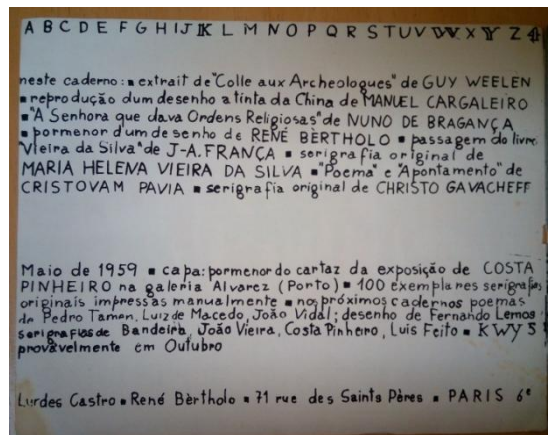 A B C D E F G H I J K L M N O P Q R S T U V W X Y Z 4
neste caderno: ▪ extrait de "Colle aux Archeologues" de GUY WEELEN
▪ reprodução dum desenho a tinta da China de MANUEL CARGALEIRO
▪ "A Senhora que dava Ordens Religiosas" de NUNO DE BRAGANÇA
▪ pormenor d'um desenho de RENÉ BÈRTHOLO ▪ passagem do livro
"Vieira da Silva" de J-A. FRANÇA ▪ serigrafia original de
MARIA HELENA VIEIRA DA SILVA ▪ "Poema" e "Apontamento" de
CRISTOVAM PAVIA ▪ serigrafia original de CHRISTO GAVACHEFF
Maio de 1959 ▪ capa: pormenor do cartaz da exposição de COSTA
PINHEIRO na galeria Alvarez (Porto) ▪ 100 exemplares serigrafias
originais impressas manualmente ▪ nos próximos cadernos poemas
de Pedro Tamen, Luiz de Macedo, João Vidal; desenho de Fernando Lemos
serigrafias de Bandeira, João Vieira, Costa Pinheiro, Luis Feito ▪ KWY 5
provavelmente em Outubro
Lurdes Castro ▪ René Bèrtholo ▪ 71 rue des Saints Pères ▪ PARIS 6e